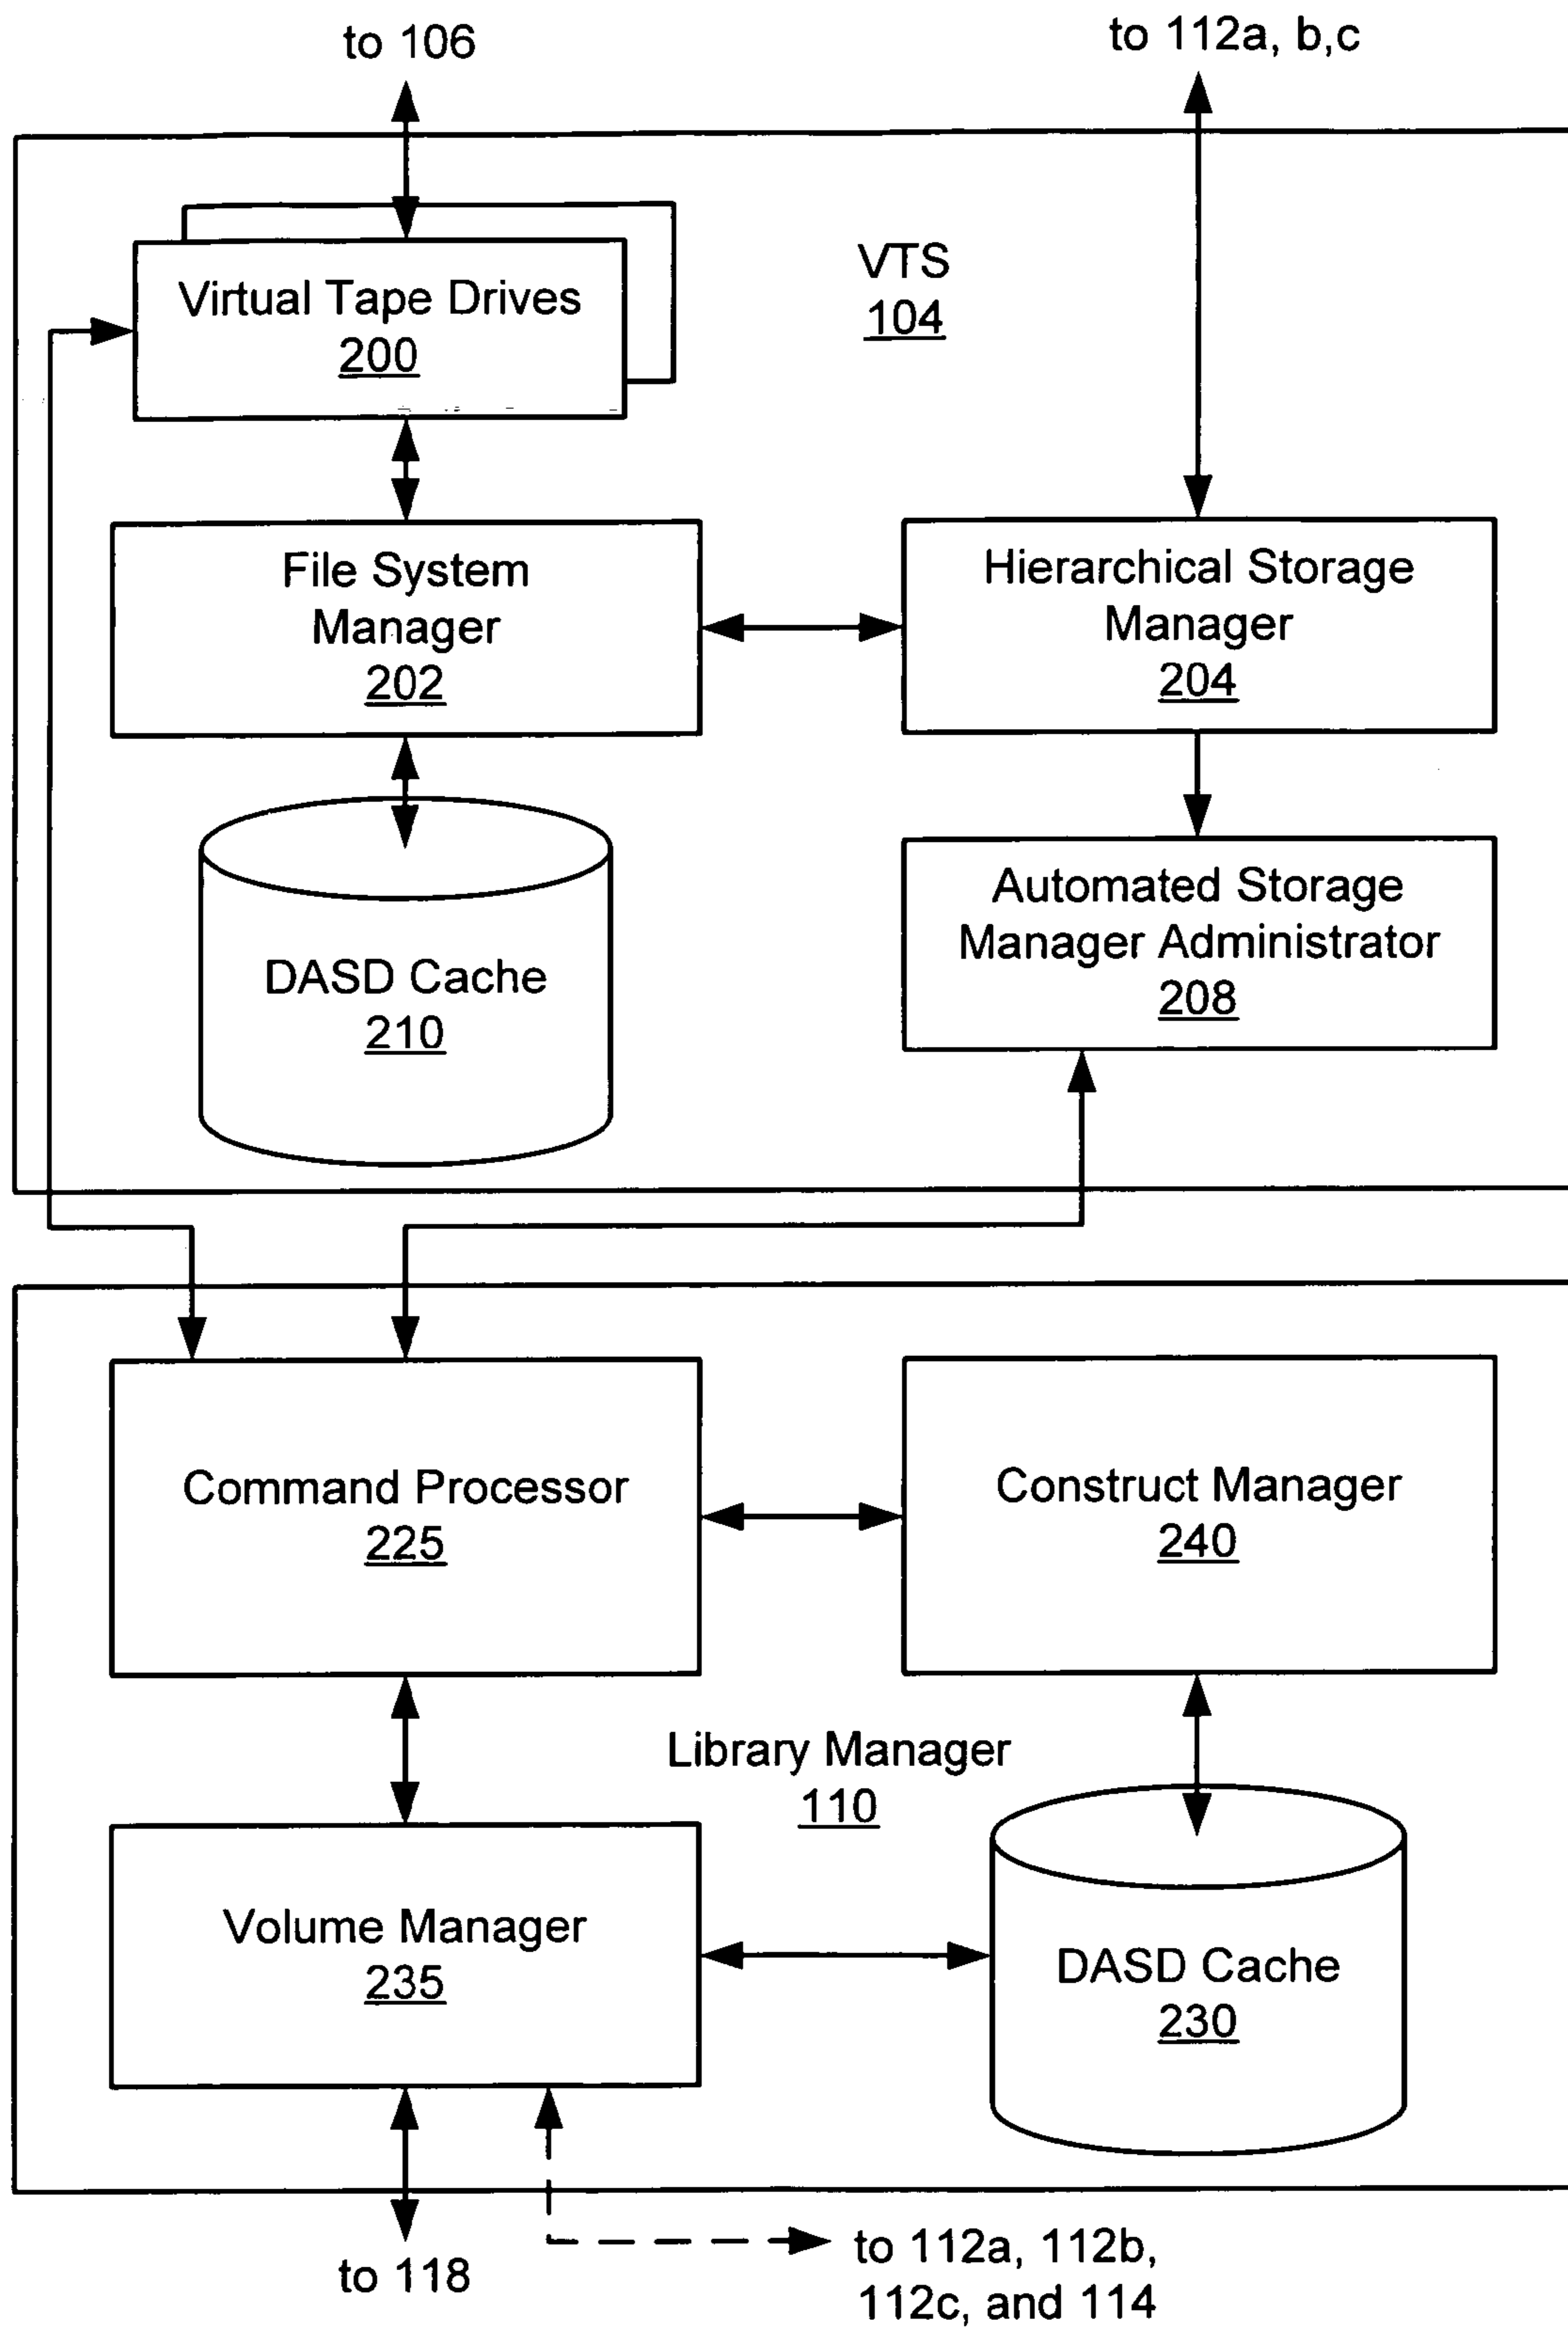 to 106
to 112a, b,c
VTS
104
Virtual Tape Drives
200
File System
Manager
202
Hierarchical Storage
Manager
204
Automated Storage
Manager Administrator
208
DASD Cache
210
Command Processor
225
Construct Manager
240
Library Manager
110
Volume Manager
235
DASD Cache
230
to 118
to 112a, 112b,
112c, and 114